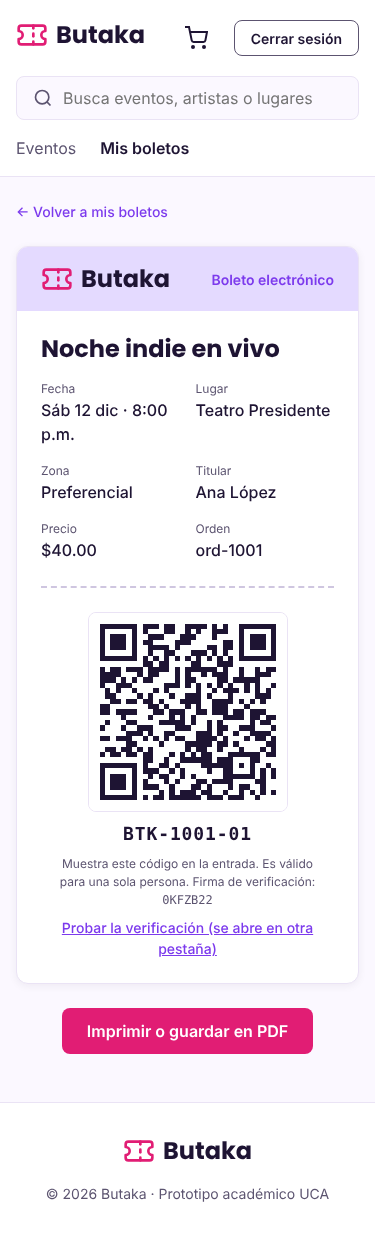 Butaka
Cerrar sesión
Busca eventos, artistas o lugares
Eventos
Mis boletos
← Volver a mis boletos
Butaka
Boleto electrónico
Noche indie en vivo
Fecha
Lugar
Sáb 12 dic · 8:00
p.m.
Teatro Presidente
Zona
Titular
Preferencial
Ana López
Precio
Orden
$40.00
ord-1001
BTK-1001-01
Muestra este código en la entrada. Es válido
para una sola persona. Firma de verificación:
0KFZB22
Probar la verificación (se abre en otra
pestaña)
Imprimir o guardar en PDF
Butaka
© 2026 Butaka · Prototipo académico UCA